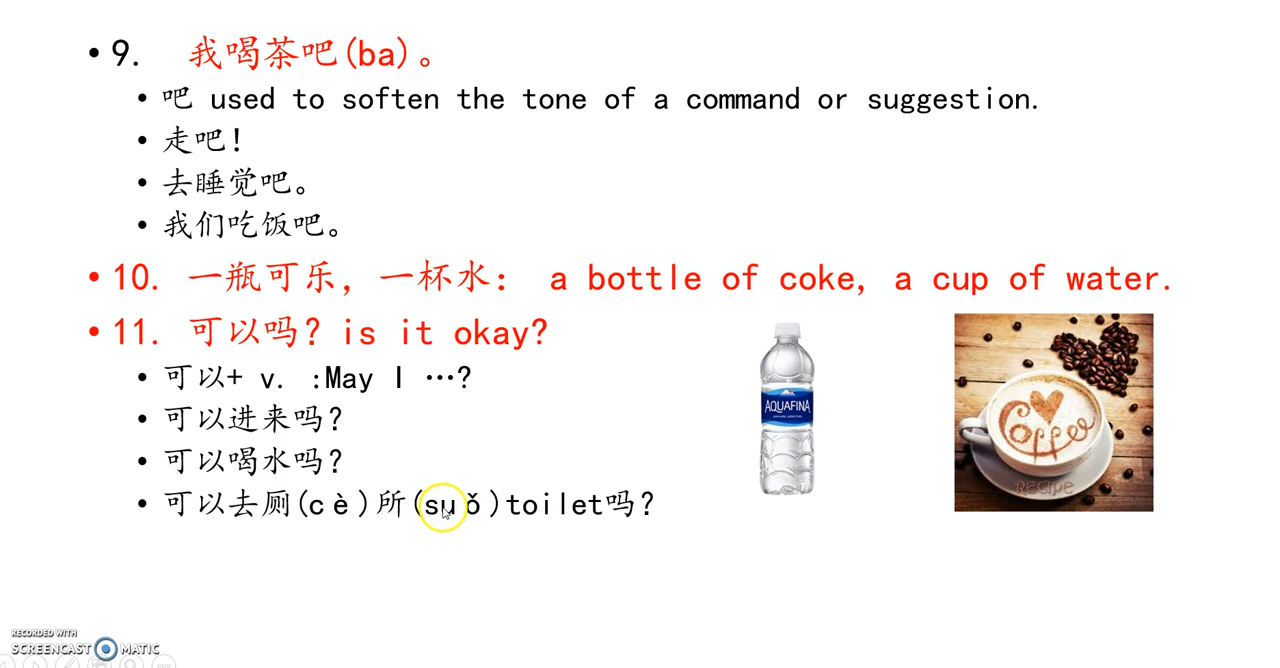 • 9. 我喝茶吧(ba)。
• 吧 used to soften the tone of a command or suggestion.
• 走吧！
• 去睡觉吧。
• 我们吃饭吧。
• 10. 一瓶可乐，一杯水： a bottle of coke, a cup of water.
• 11. 可以吗？is it okay?
• 可以+ v. :May I …?
• 可以进来吗？
• 可以喝水吗？
• 可以去厕(cè)所(suǒ)toilet吗？
AQUAFINA
Coffee
RECIPE
RECORDED WITH
SCREENCAST MATIC